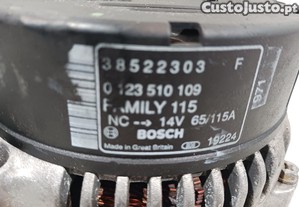 CustoJusto.pt
38522303 F
0 123 510 109
FAMILY 115
971
NC --> 14V 65/115A
BOSCH
19224
Made in Great Britain